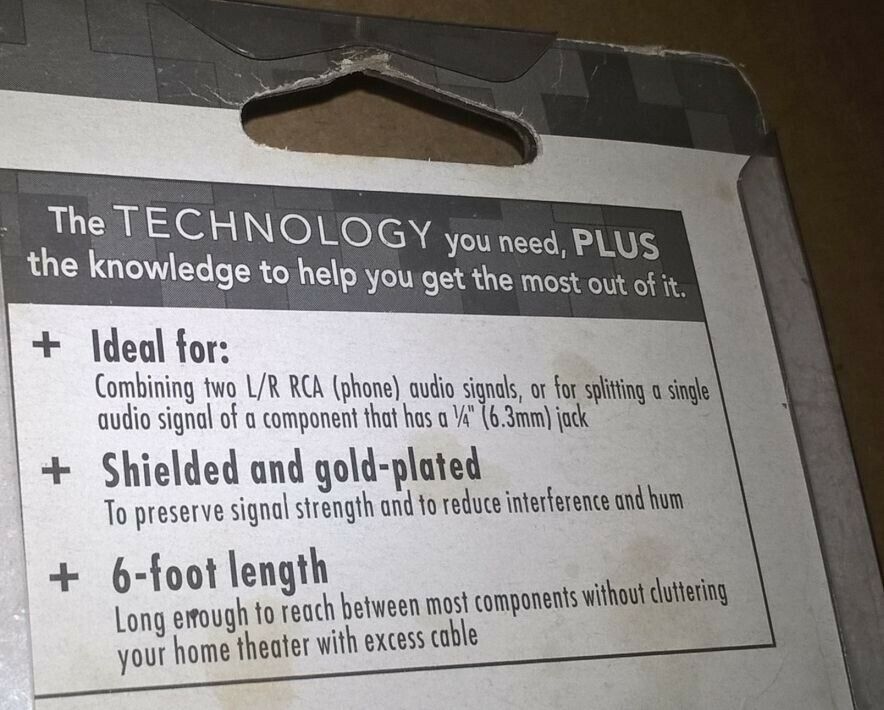 The TECHNOLOGY you need, PLUS
the knowledge to help you get the most out of it.
+ Ideal for:
Combining two L/R RCA (phone) audio signals, or for splitting a single
audio signal of a component that has a ¼" (6.3mm) jack
+ Shielded and gold-plated
To preserve signal strength and to reduce interference and hum
+ 6-foot length
Long enough to reach between most components without cluttering
your home theater with excess cable